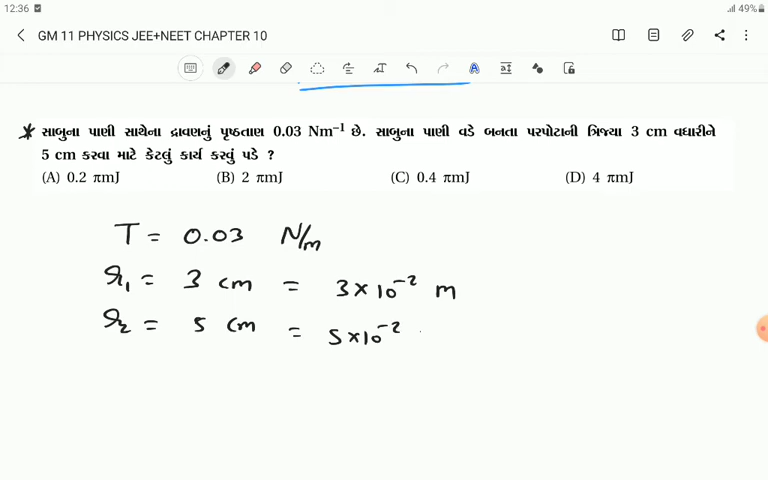 12:36 49%
GM 11 PHYSICS JEE+NEET CHAPTER 10
સાબુના પાણી સાથેના દ્રાવણનું પૃષ્ઠતાણ 0.03 Nm⁻¹ છે. સાબુના પાણી વડે બનતા પરપોટાની ત્રિજ્યા 3 cm વધારીને
5 cm કરવા માટે કેટલું કાર્ય કરવું પડે ?
(A) 0.2 πmJ (B) 2 πmJ (C) 0.4 πmJ (D) 4 πmJ
T = 0.03 N/m
r₁ = 3 cm = 3×10⁻² m
r₂ = 5 cm = 5×10⁻²